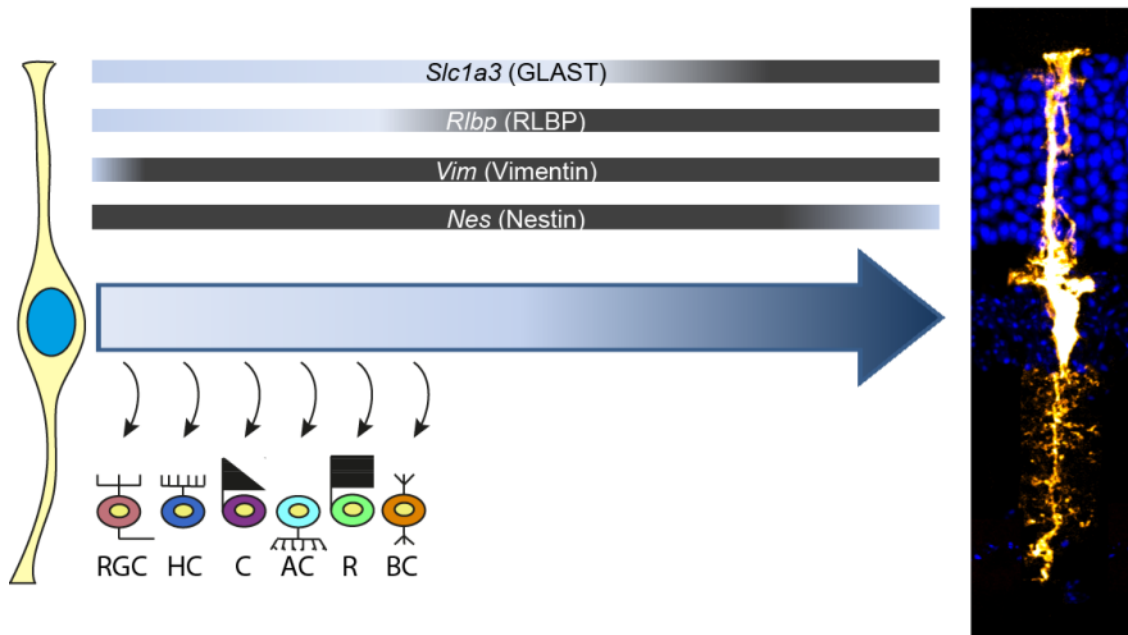 Slc1a3 (GLAST)
Rlbp (RLBP)
Vim (Vimentin)
Nes (Nestin)
RGC HC C AC R BC